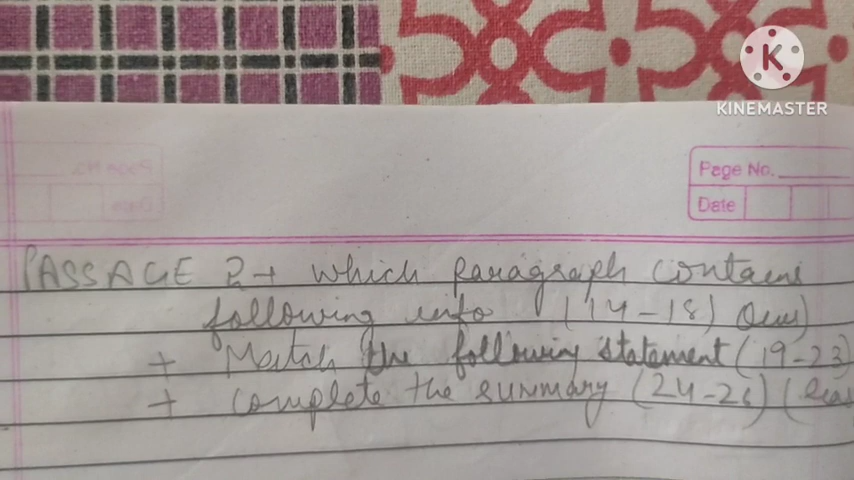 KINEMASTER
Page No.
Date
PASSAGE 2 → which paragraph contains
following info (14-18) Ques)
+ Match the following statement (19-23)
+ complete the summary (24-26)